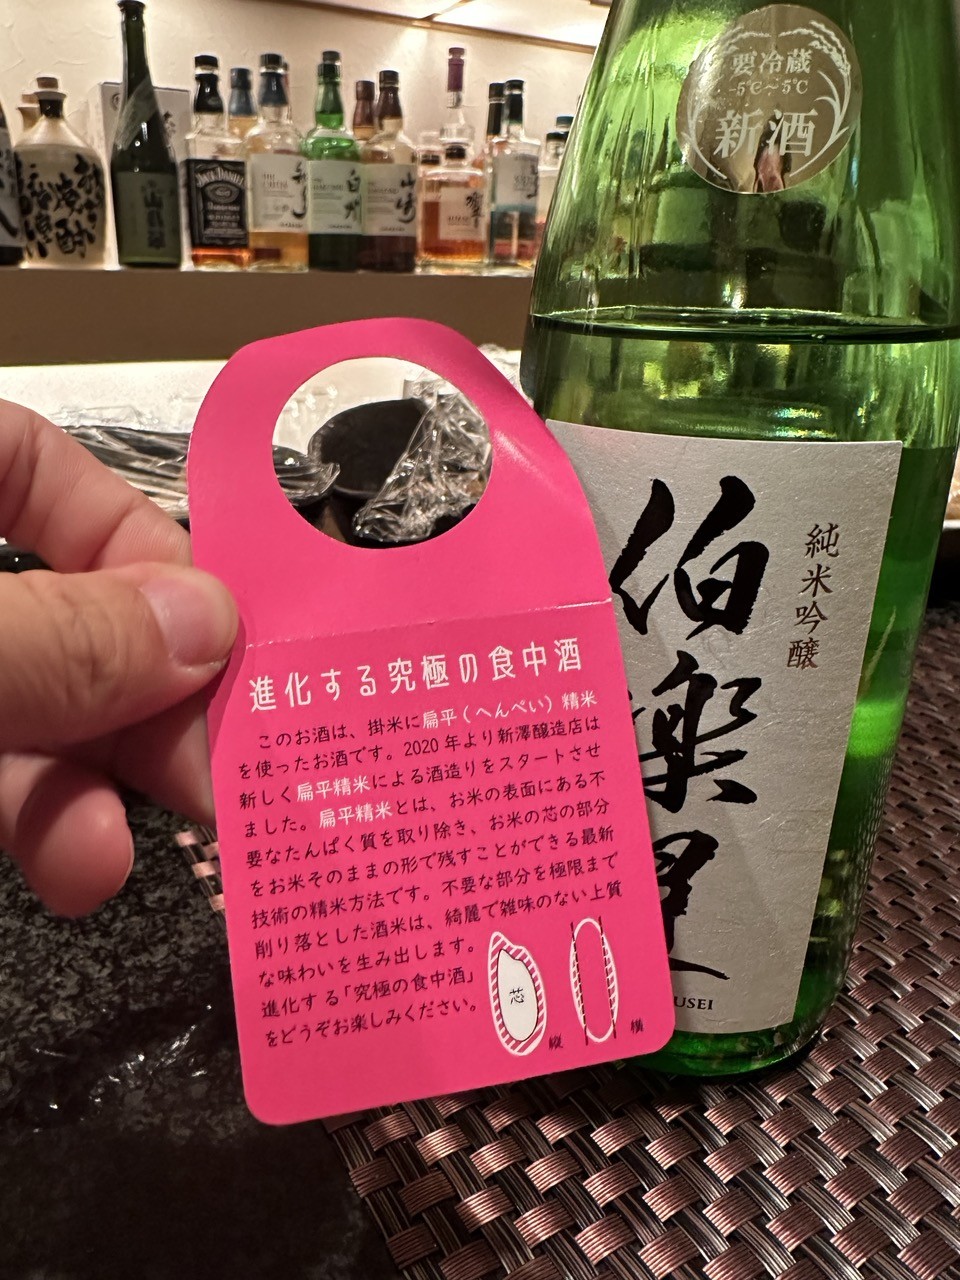 要冷蔵
-5℃~5℃
新酒
純米吟醸
伯楽星
USEI
進化する究極の食中酒
このお酒は、掛米に扁平(へんぺい)精米
を使ったお酒です。2020年より新澤醸造店は
新しく扁平精米による酒造りをスタートさせ
ました。扁平精米とは、お米の表面にある不
要なたんぱく質を取り除き、お米の芯の部分
をお米そのままの形で残すことができる最新
技術の精米方法です。不要な部分を極限まで
削り落とした酒米は、綺麗で雑味のない上質
な味わいを生み出します。
進化する「究極の食中酒」
をどうぞお楽しみください。
芯
縦
横
JACK DANIEL'S
白州
山崎
響